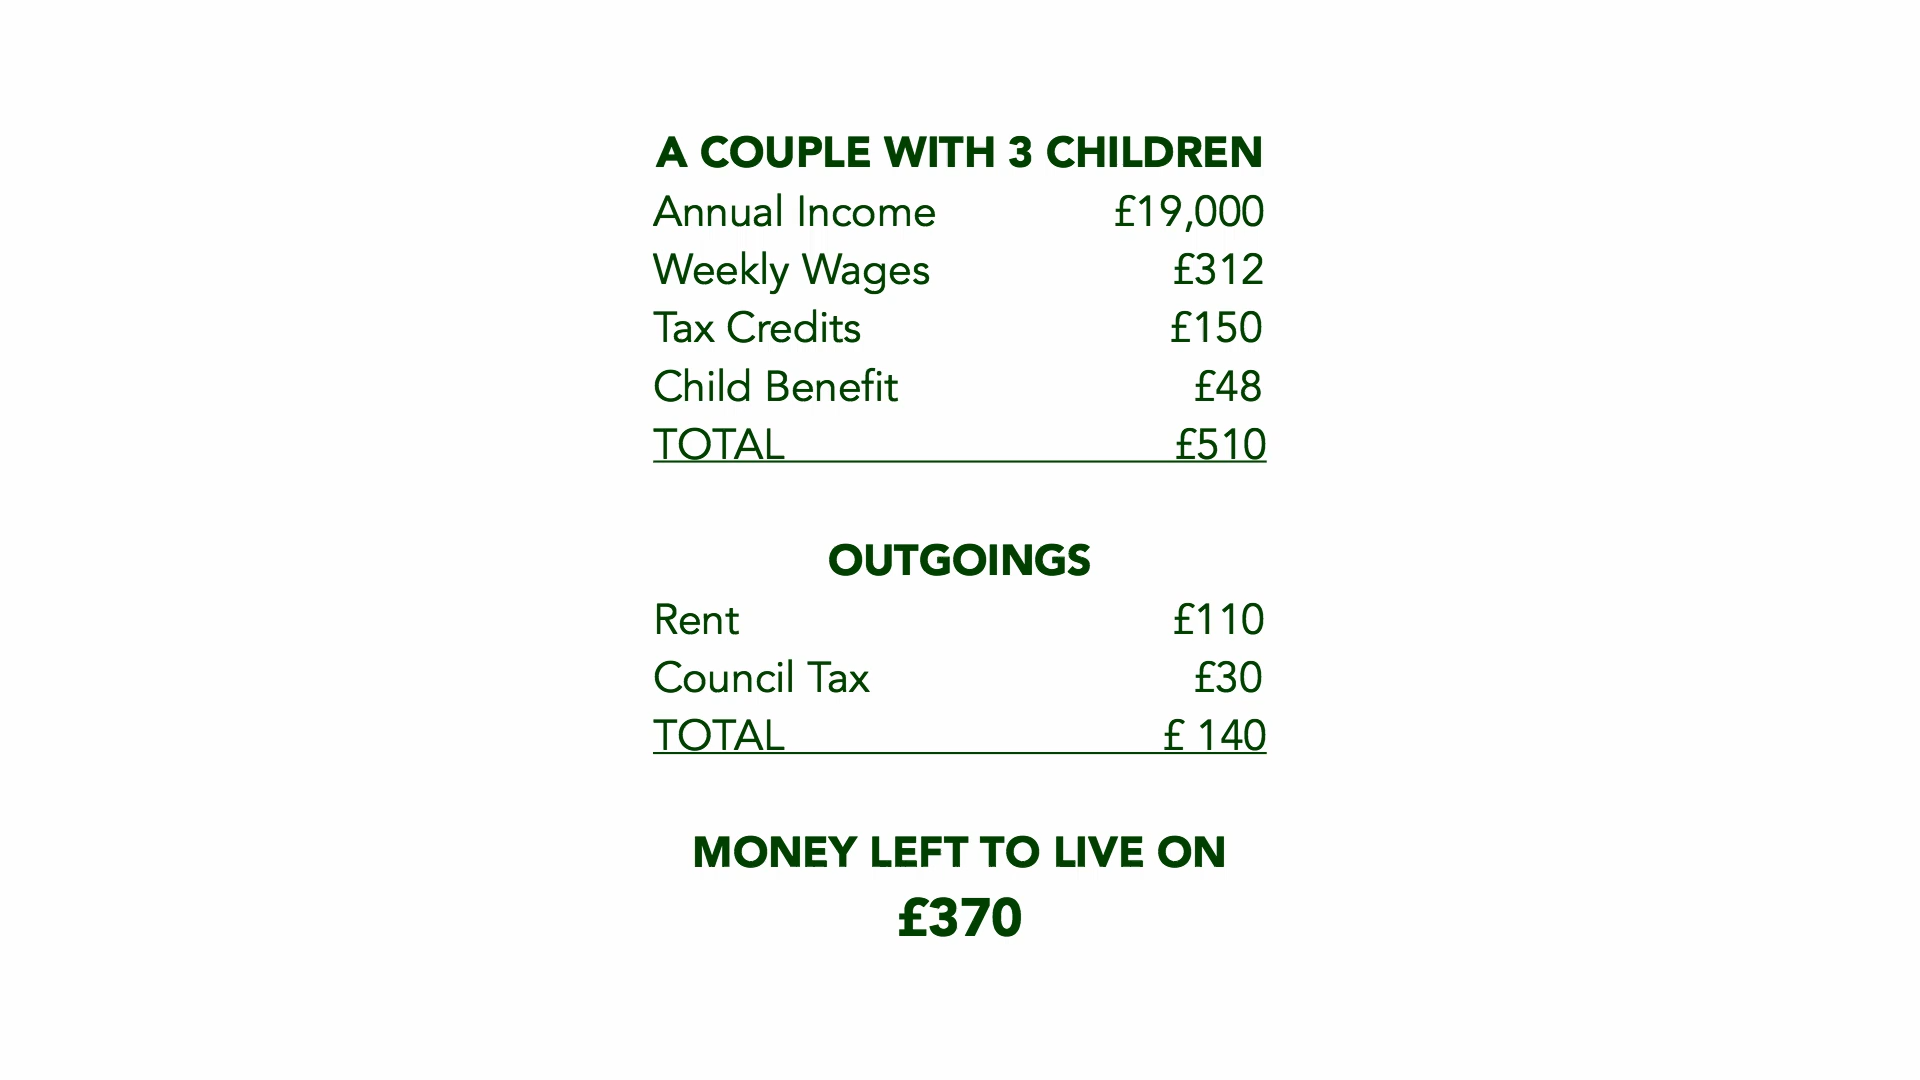 A COUPLE WITH 3 CHILDREN
Annual Income £19,000
Weekly Wages £312
Tax Credits £150
Child Benefit £48
TOTAL £510
OUTGOINGS
Rent £110
Council Tax £30
TOTAL £ 140
MONEY LEFT TO LIVE ON
£370